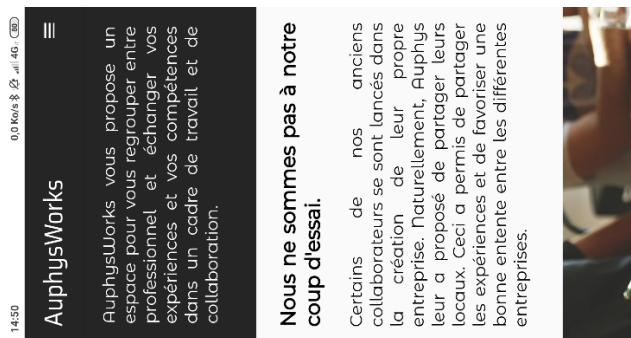 14:50 0,0 Ko/s 4G 80
AuphysWorks
AuphysWorks vous propose un
espace pour vous regrouper entre
professionnel et échanger vos
expériences et vos compétences
dans un cadre de travail et de
collaboration.
Nous ne sommes pas à notre
coup d'essai.
Certains de nos anciens
collaborateurs se sont lancés dans
la création de leur propre
entreprise. Naturellement, Auphys
leur a proposé de partager leurs
locaux. Ceci a permis de partager
les expériences et de favoriser une
bonne entente entre les différentes
entreprises.